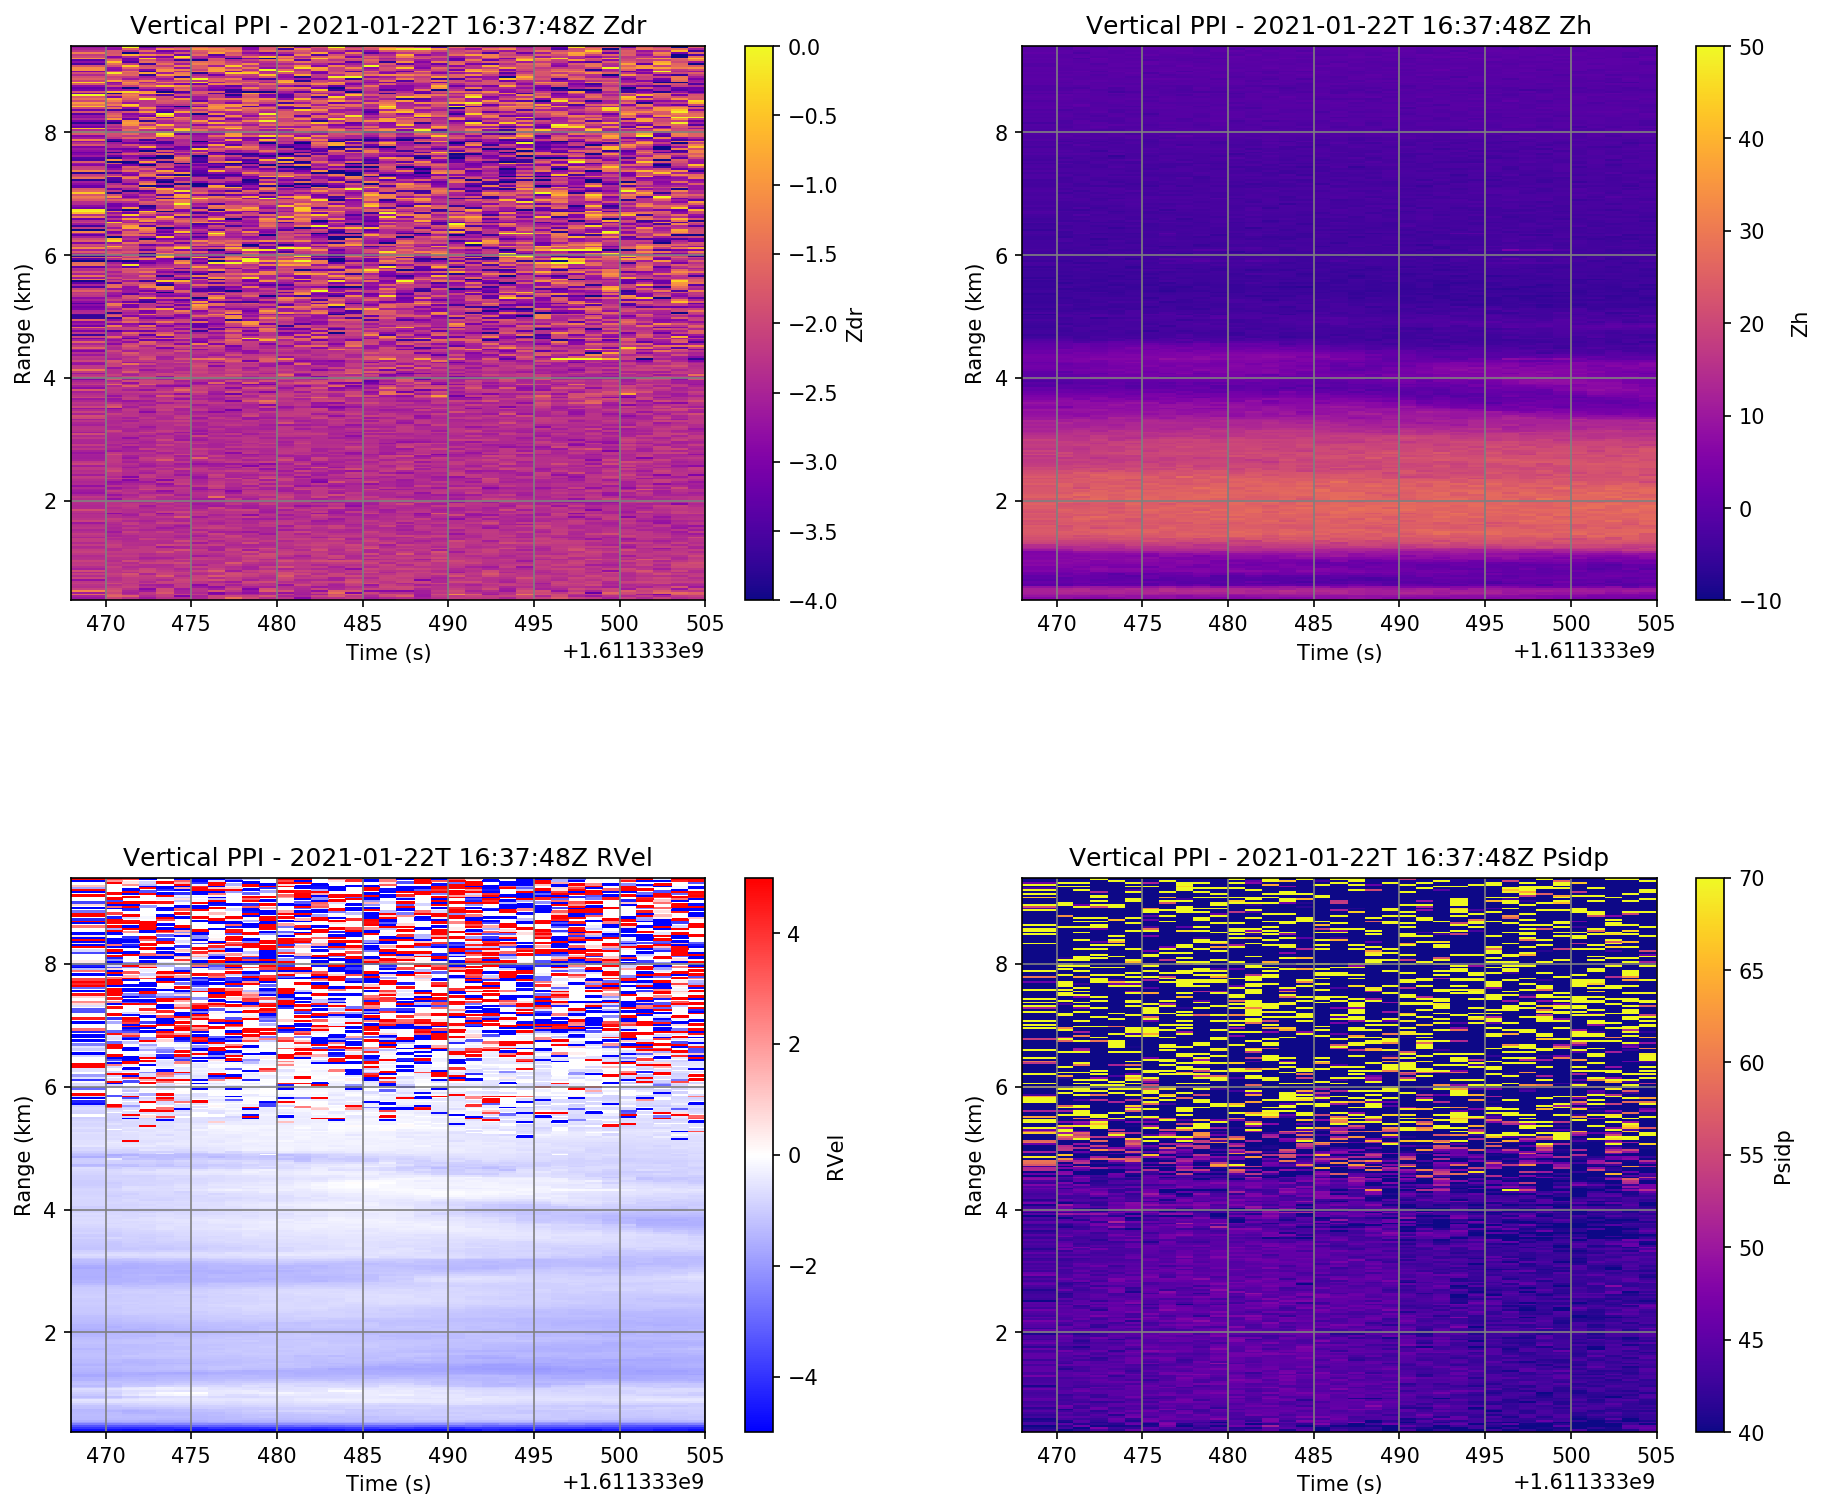 Vertical PPI - 2021-01-22T 16:37:48Z Zdr
Range (km)
8
6
4
2
470 475 480 485 490 495 500 505
Time (s)
+1.611333e9
0.0
−0.5
−1.0
−1.5
−2.0
−2.5
−3.0
−3.5
−4.0
Zdr
Vertical PPI - 2021-01-22T 16:37:48Z Zh
Range (km)
8
6
4
2
470 475 480 485 490 495 500 505
Time (s)
+1.611333e9
50
40
30
20
10
0
−10
Zh
Vertical PPI - 2021-01-22T 16:37:48Z RVel
Range (km)
8
6
4
2
470 475 480 485 490 495 500 505
Time (s)
+1.611333e9
4
2
0
−2
−4
RVel
Vertical PPI - 2021-01-22T 16:37:48Z Psidp
Range (km)
8
6
4
2
470 475 480 485 490 495 500 505
Time (s)
+1.611333e9
70
65
60
55
50
45
40
Psidp